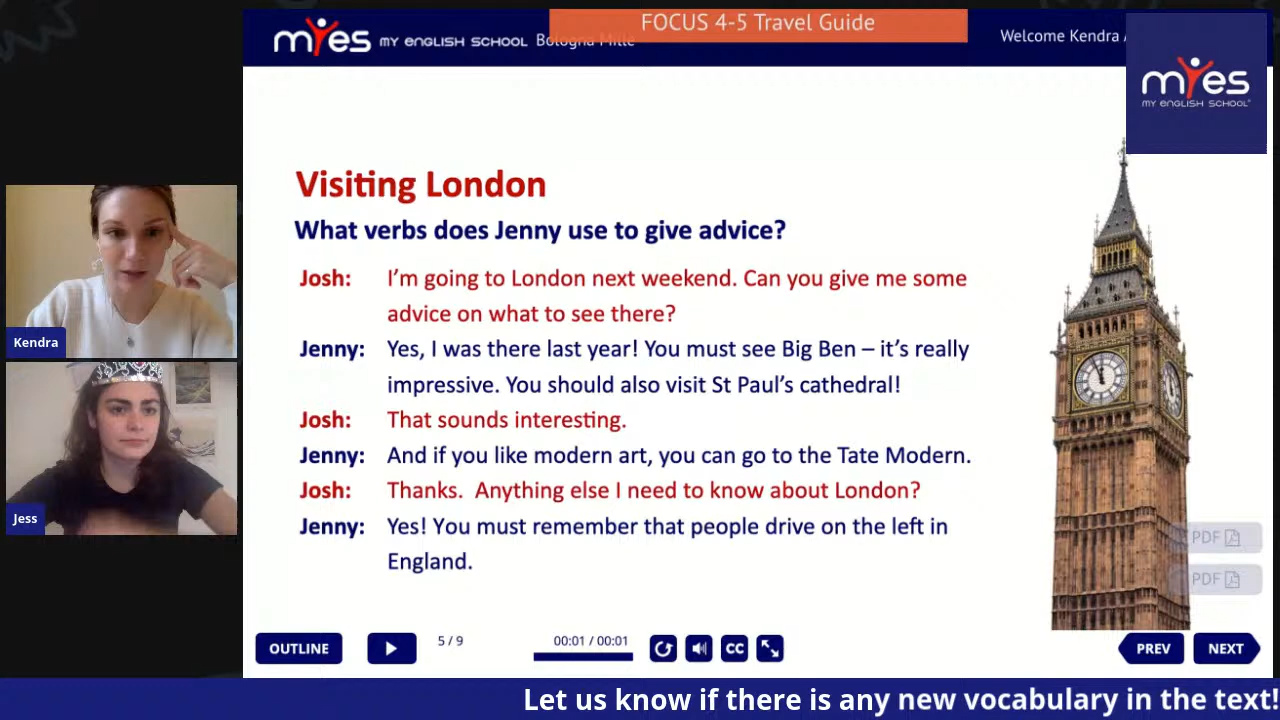 FOCUS 4-5 Travel Guide
myes MY ENGLISH SCHOOL Bologna Mille
Welcome Kendra A
myes
MY ENGLISH SCHOOL
Visiting London
What verbs does Jenny use to give advice?
Josh: I'm going to London next weekend. Can you give me some
advice on what to see there?
Jenny: Yes, I was there last year! You must see Big Ben – it's really
impressive. You should also visit St Paul's cathedral!
Josh: That sounds interesting.
Jenny: And if you like modern art, you can go to the Tate Modern.
Josh: Thanks. Anything else I need to know about London?
Jenny: Yes! You must remember that people drive on the left in
England.
Kendra
Jess
PDF
PDF
OUTLINE
5 / 9
00:01 / 00:01
CC
PREV
NEXT
Let us know if there is any new vocabulary in the text!